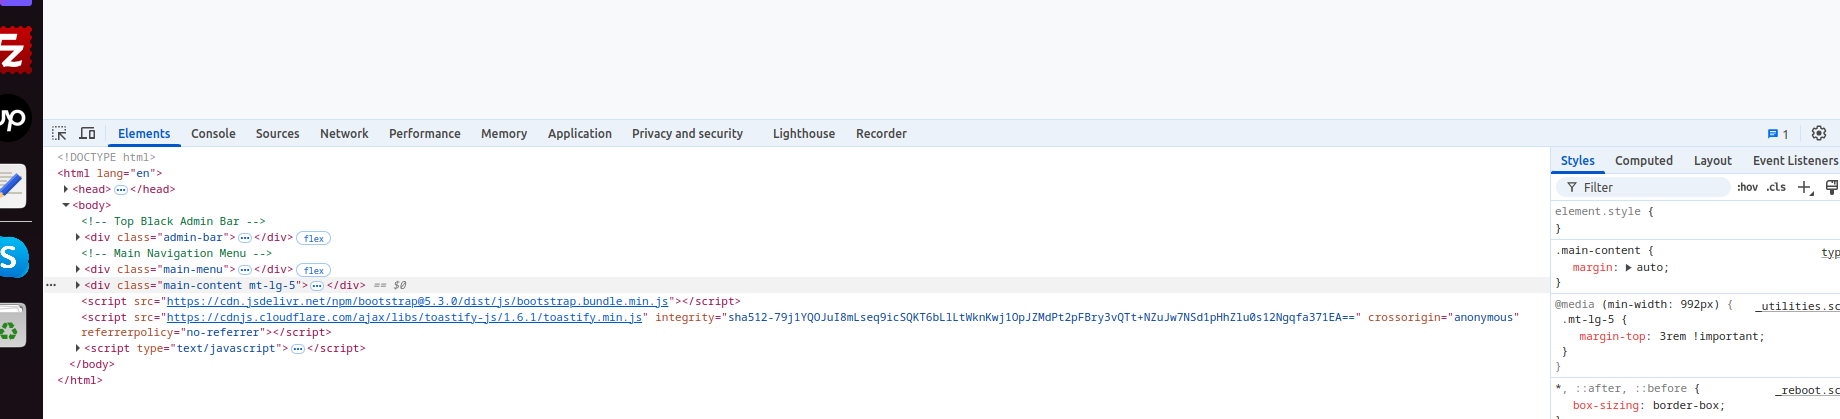 Elements Console Sources Network Performance Memory Application Privacy and security Lighthouse Recorder 1
<!DOCTYPE html>
<html lang="en">
<head> ... </head>
<body>
<!-- Top Black Admin Bar -->
<div class="admin-bar"> ... </div> flex
<!-- Main Navigation Menu -->
<div class="main-menu"> ... </div> flex
... <div class="main-content mt-lg-5"> ... </div> == $0
<script src="https://cdn.jsdelivr.net/npm/bootstrap@5.3.0/dist/js/bootstrap.bundle.min.js"></script>
<script src="https://cdnjs.cloudflare.com/ajax/libs/toastify-js/1.6.1/toastify.min.js" integrity="sha512-79j1YQOJuI8mLseq9icSQKT6bLlLtWknKwj1OpJZMdPt2pFBry3vQTt+NZuJw7NSd1pHhZlu0s12Ngqfa371EA==" crossorigin="anonymous"
referrerpolicy="no-referrer"></script>
<script type="text/javascript"> ... </script>
</body>
</html>
Styles Computed Layout Event Listeners
Filter :hov .cls
element.style {
}
.main-content { typ
margin: auto;
}
@media (min-width: 992px) { _utilities.sc
.mt-lg-5 {
margin-top: 3rem !important;
}
}
*, ::after, ::before { _reboot.sc
box-sizing: border-box;
FZ
up
S